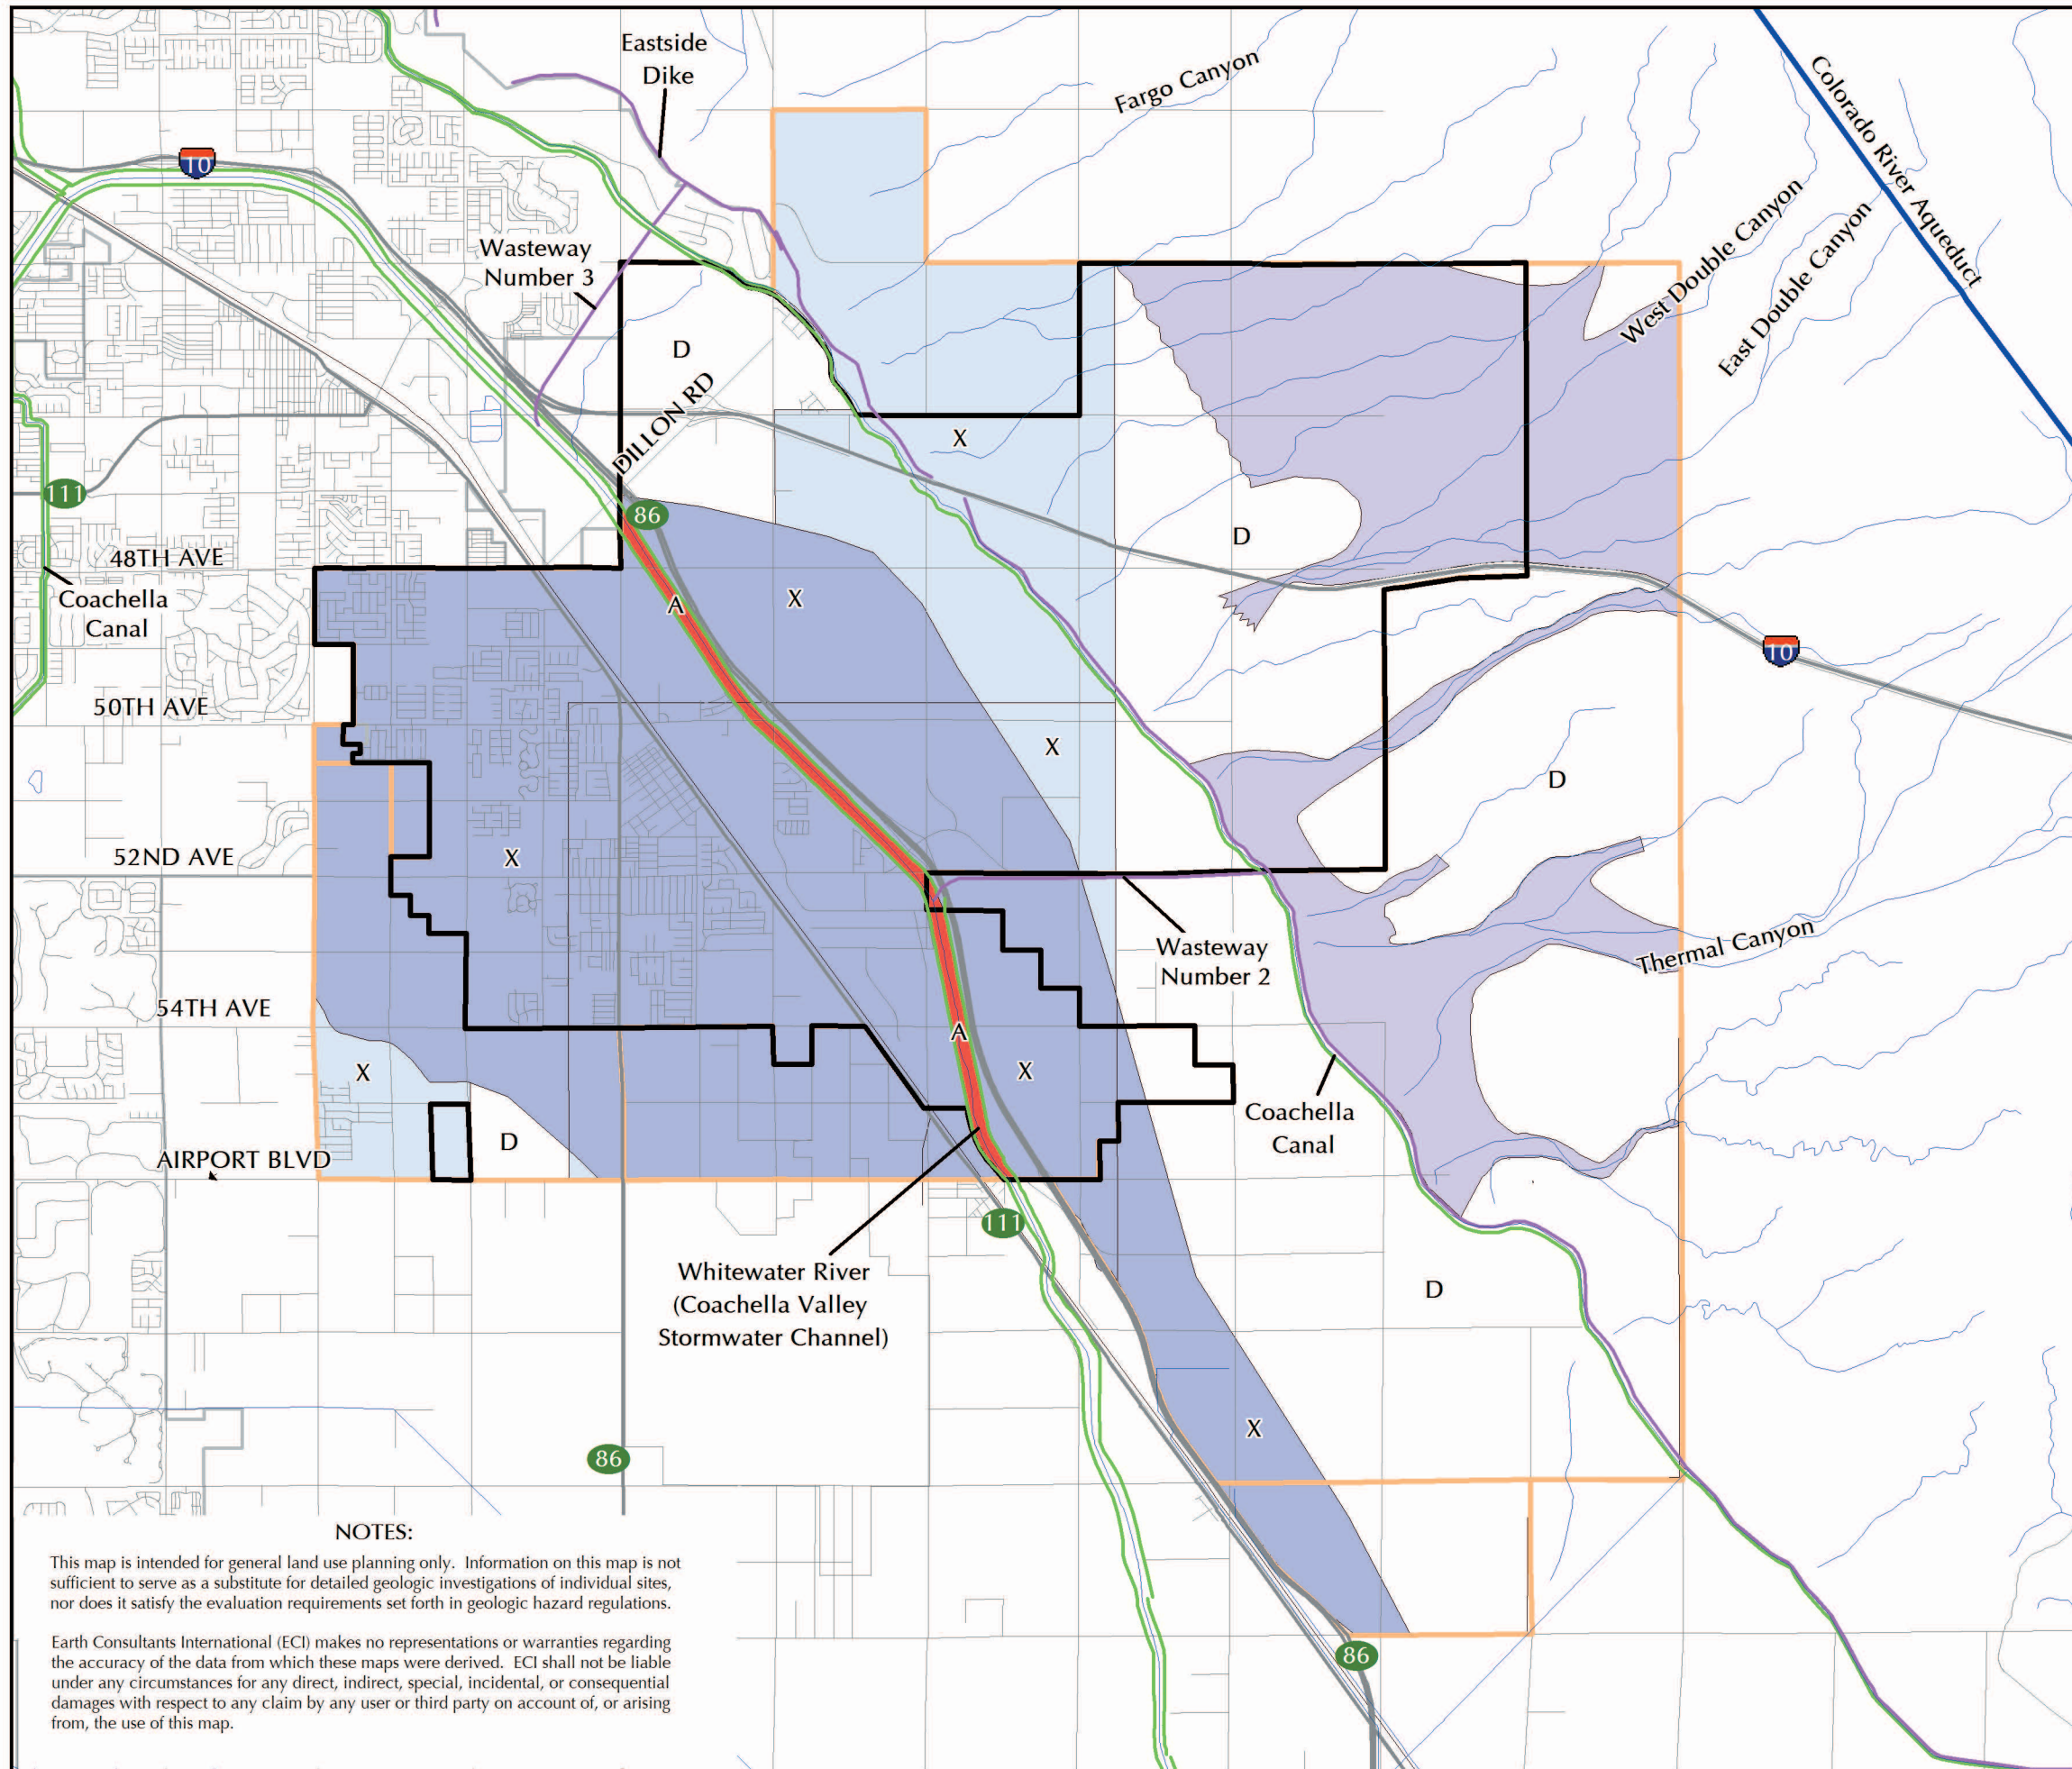 Eastside
Dike
Fargo Canyon
Colorado River Aqueduct
10
Wasteway
Number 3
West Double Canyon
East Double Canyon
D
DILLON RD
X
111
86
D
48TH AVE
A
X
Coachella
Canal
10
50TH AVE
X
D
52ND AVE
X
Wasteway
Number 2
Thermal Canyon
54TH AVE
A
X
X
Coachella
Canal
D
AIRPORT BLVD
111
Whitewater River
(Coachella Valley
Stormwater Channel)
D
X
86
86
NOTES:
This map is intended for general land use planning only. Information on this map is not
sufficient to serve as a substitute for detailed geologic investigations of individual sites,
nor does it satisfy the evaluation requirements set forth in geologic hazard regulations.
Earth Consultants International (ECI) makes no representations or warranties regarding
the accuracy of the data from which these maps were derived. ECI shall not be liable
under any circumstances for any direct, indirect, special, incidental, or consequential
damages with respect to any claim by any user or third party on account of, or arising
from, the use of this map.